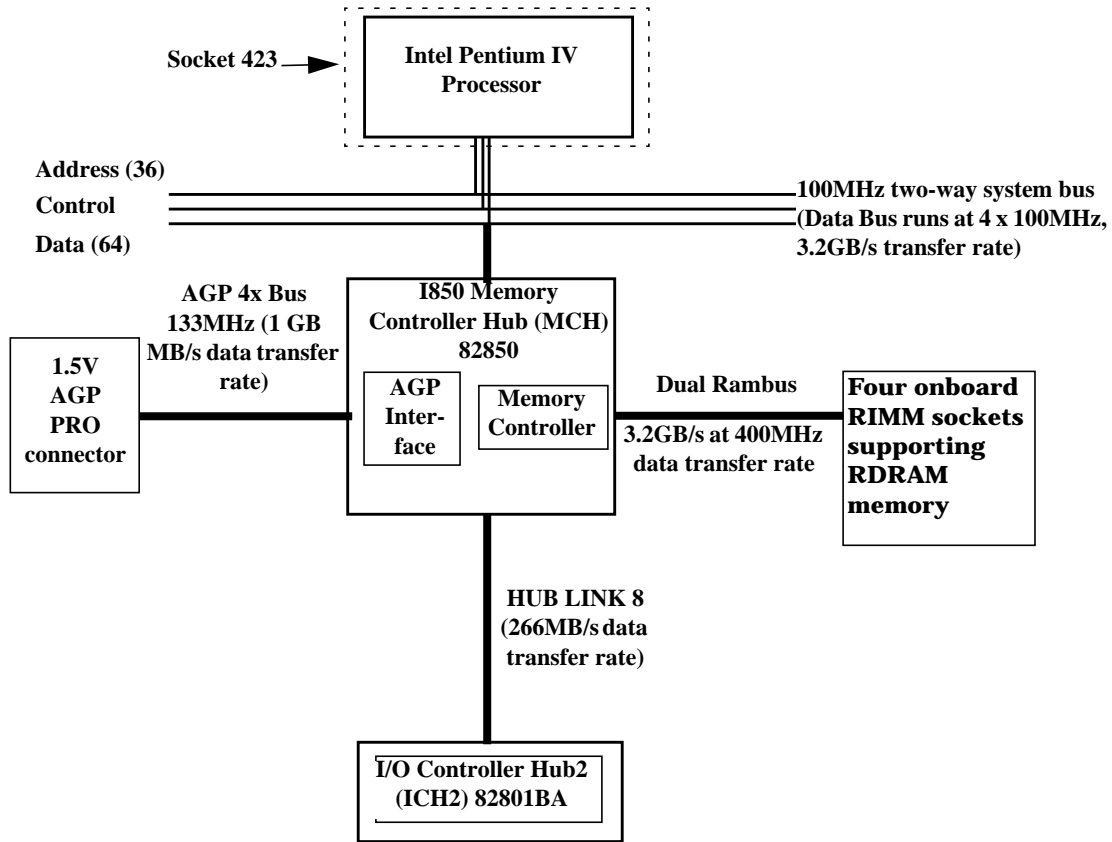 Intel Pentium IV
Processor
Socket 423
Address (36)
Control
Data (64)
100MHz two-way system bus
(Data Bus runs at 4 x 100MHz,
3.2GB/s transfer rate)
AGP 4x Bus
133MHz (1 GB
MB/s data transfer
rate)
I850 Memory
Controller Hub (MCH)
82850
1.5V
AGP
PRO
connector
AGP
Inter-
face
Memory
Controller
Dual Rambus
3.2GB/s at 400MHz
data transfer rate
Four onboard
RIMM sockets
supporting
RDRAM
memory
HUB LINK 8
(266MB/s data
transfer rate)
I/O Controller Hub2
(ICH2) 82801BA